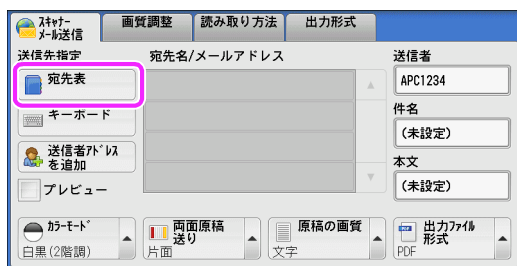 スキャナー
メール送信
画質調整
読み取り方法
出力形式
送信先指定
宛先名/メールアドレス
送信者
宛先表
APC1234
キーボード
件名
(未設定)
送信者アドレス
を追加
本文
プレビュー
(未設定)
カラーモード
白黒(2階調)
両面原稿
送り
片面
原稿の画質
文字
出力ファイル
形式
PDF